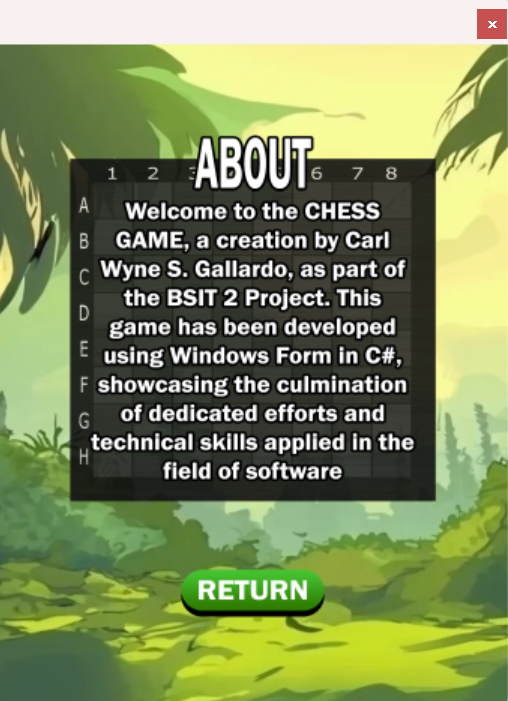 ABOUT
1 2 3 6 7 8
A
Welcome to the CHESS
B
GAME, a creation by Carl
C
Wyne S. Gallardo, as part of
D
the BSIT 2 Project. This
game has been developed
E
using Windows Form in C#,
F
showcasing the culmination
G
of dedicated efforts and
technical skills applied in the
H
field of software
RETURN